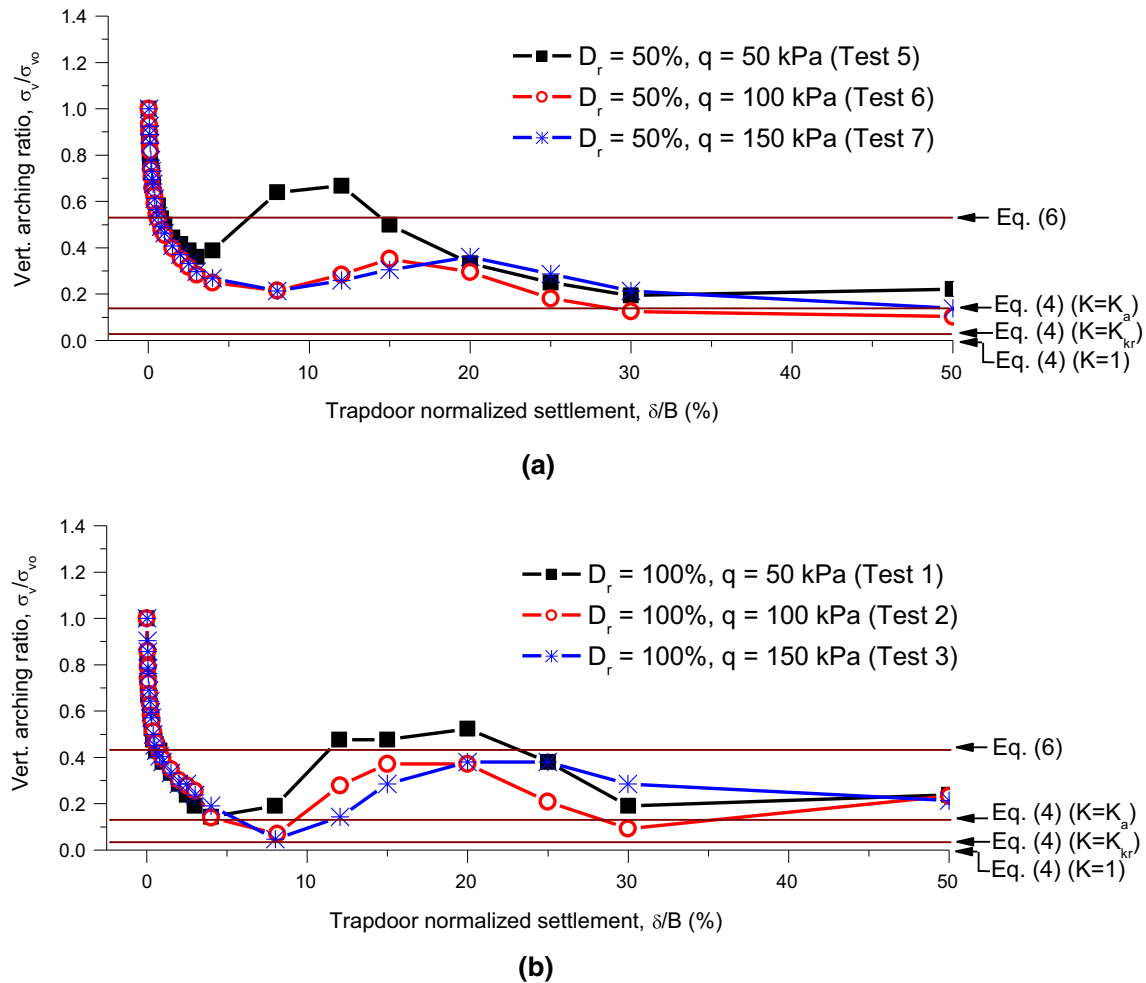 1.4
1.2
1.0
0.8
0.6
0.4
0.2
0.0
Vert. arching ratio, σv/σvo
Dr = 50%, q = 50 kPa (Test 5)
Dr = 50%, q = 100 kPa (Test 6)
Dr = 50%, q = 150 kPa (Test 7)
Eq. (6)
Eq. (4) (K=Ka)
Eq. (4) (K=Kkr)
Eq. (4) (K=1)
0 10 20 30 40 50
Trapdoor normalized settlement, δ/B (%)
(a)
1.4
1.2
1.0
0.8
0.6
0.4
0.2
0.0
Vert. arching ratio, σv/σvo
Dr = 100%, q = 50 kPa (Test 1)
Dr = 100%, q = 100 kPa (Test 2)
Dr = 100%, q = 150 kPa (Test 3)
Eq. (6)
Eq. (4) (K=Ka)
Eq. (4) (K=Kkr)
Eq. (4) (K=1)
0 10 20 30 40 50
Trapdoor normalized settlement, δ/B (%)
(b)